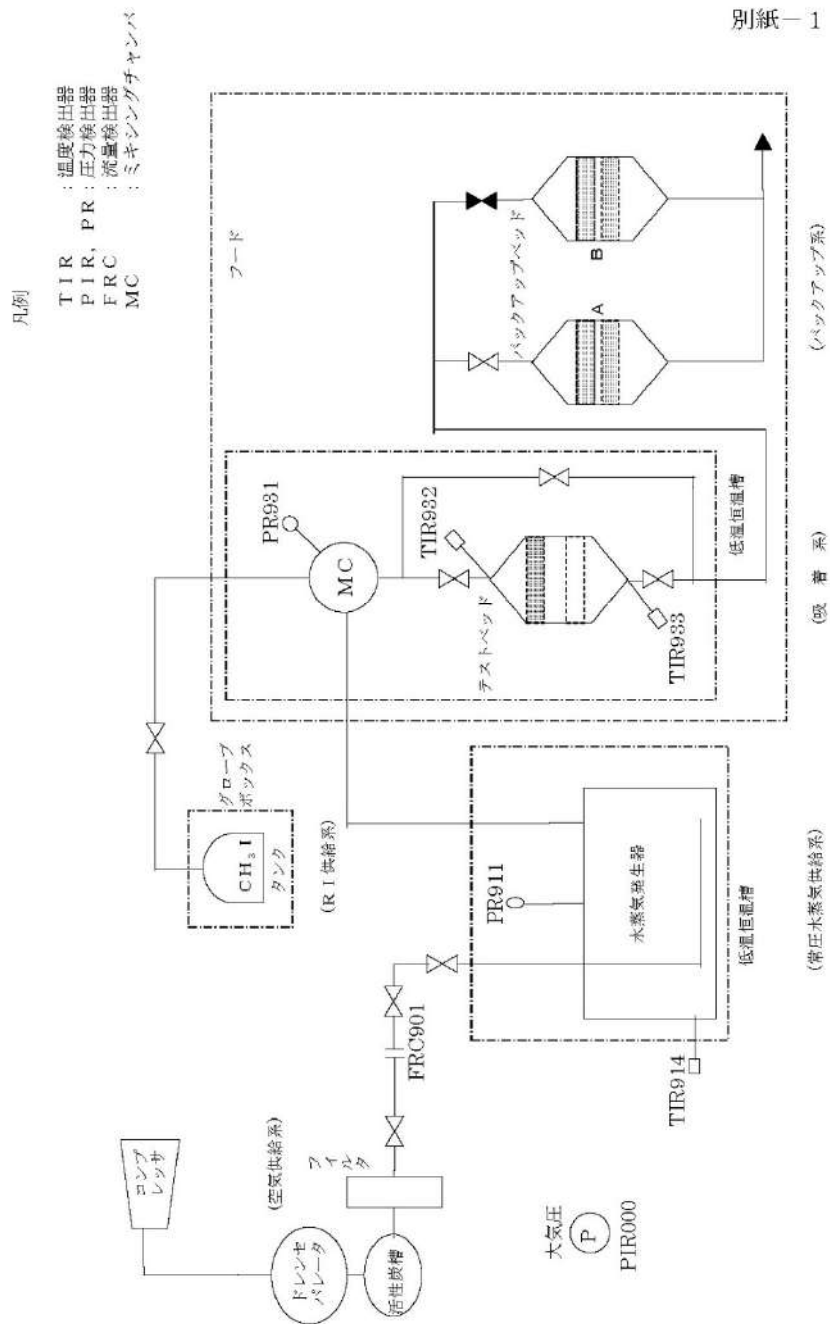 別紙－1
凡例
TIR：温度検出器
PIR, PR：圧力検出器
FRC：流量検出器
MC：ミキシングチャンバ
コンプ
レッサ
ドレンセ
パレータ
活性炭槽
(空気供給系)
フィル
タ
FRC901
大気圧
P
PIR000
グローブ
ボックス
CH₃I
タンク
(RI供給系)
PR911
水蒸気発生器
TIR914
低温恒温槽
(常圧水蒸気供給系)
フード
PR931
MC
TIR932
テストベッド
TIR933
低温恒温槽
(吸 着 系)
バックアップベッド
A
B
(バックアップ系)